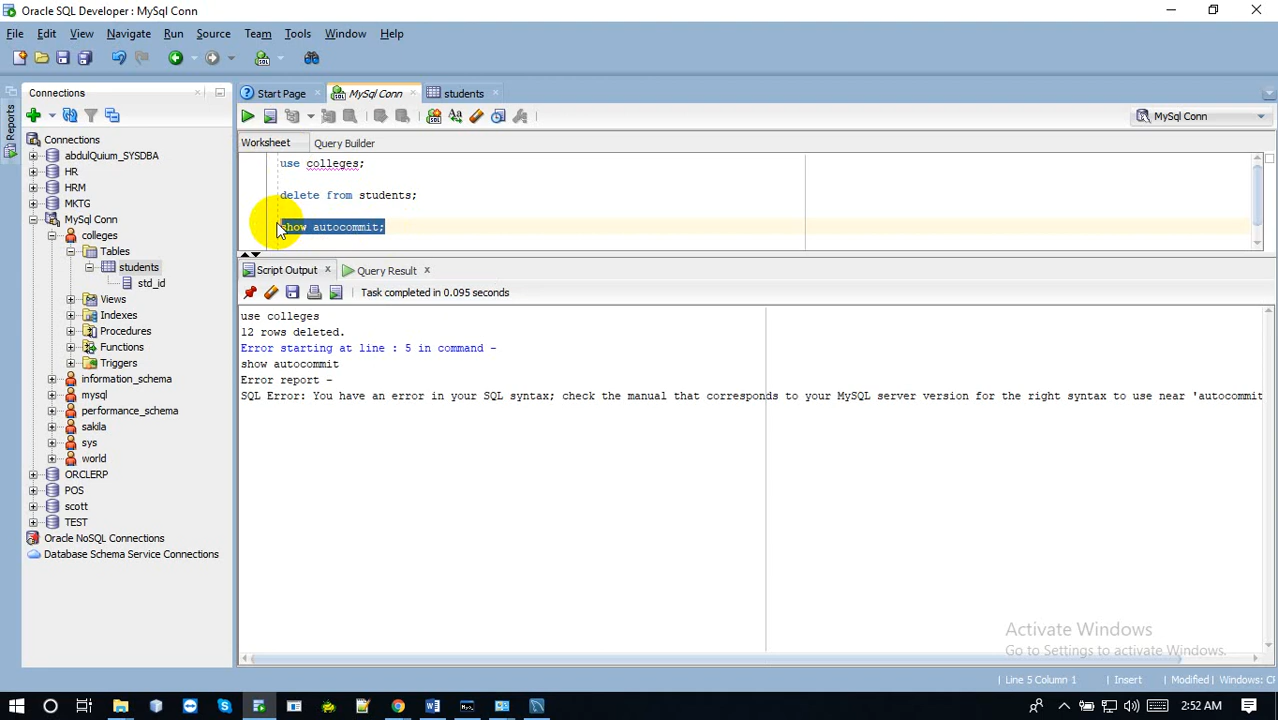 Oracle SQL Developer : MySql Conn
File Edit View Navigate Run Source Team Tools Window Help
Connections
Start Page
MySql Conn
students
MySql Conn
Reports
Worksheet
Query Builder
Connections
abdulQuium_SYSDBA
HR
HRM
MKTG
MySql Conn
colleges
Tables
students
std_id
Views
Indexes
Procedures
Functions
Triggers
information_schema
mysql
performance_schema
sakila
sys
world
ORCLERP
POS
scott
TEST
Oracle NoSQL Connections
Database Schema Service Connections
use colleges;
delete from students;
show autocommit;
Script Output
Query Result
Task completed in 0.095 seconds
use colleges
12 rows deleted.
Error starting at line : 5 in command -
show autocommit
Error report -
SQL Error: You have an error in your SQL syntax; check the manual that corresponds to your MySQL server version for the right syntax to use near 'autocommit
Activate Windows
Go to Settings to activate Windows.
Line 5 Column 1 Insert Modified Windows:
2:52 AM